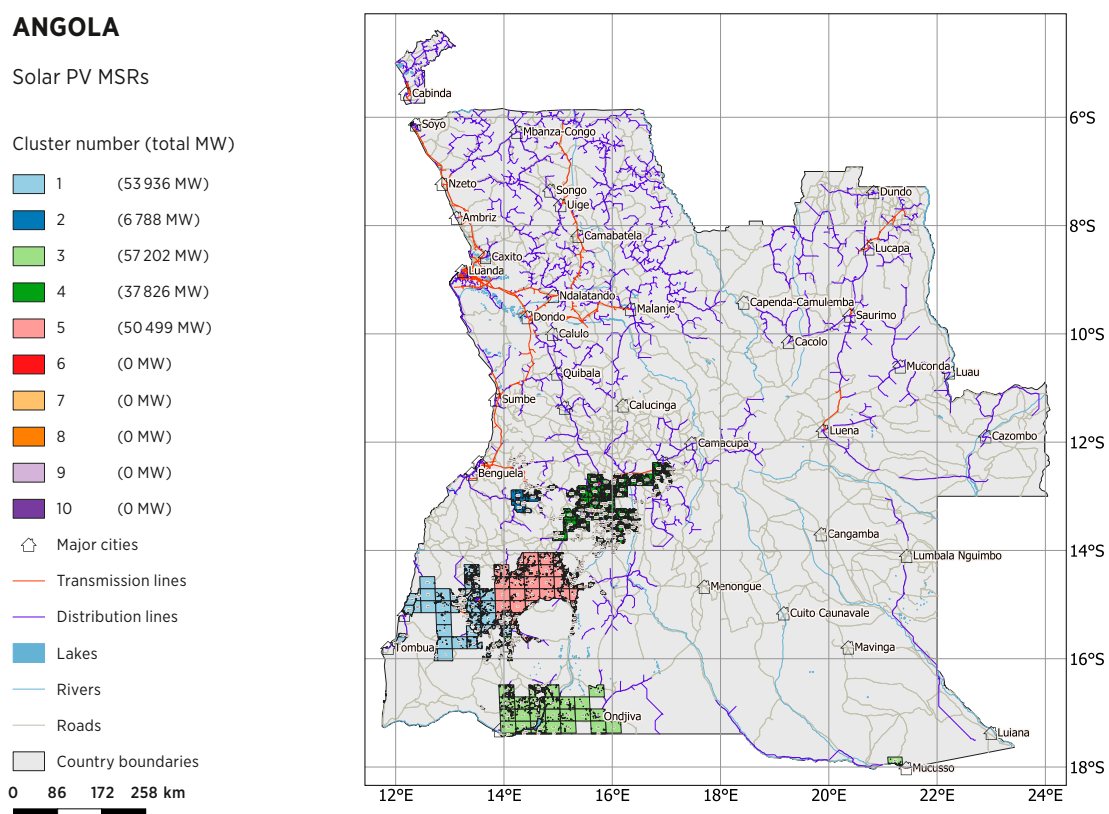 ANGOLA
Solar PV MSRs
Cluster number (total MW)
1 (53 936 MW)
2 (6 788 MW)
3 (57 202 MW)
4 (37 826 MW)
5 (50 499 MW)
6 (0 MW)
7 (0 MW)
8 (0 MW)
9 (0 MW)
10 (0 MW)
Major cities
Transmission lines
Distribution lines
Lakes
Rivers
Roads
Country boundaries
0 86 172 258 km
Cabinda
Soyo
6°S
Mbanza-Congo
Nzeto
Songo
Dundo
Uige
Ambriz
8°S
Camabatela
Lucapa
Caxito
Luanda
Ndalatando
Capenda-Camulemba
Malanje
Dondo
Saurimo
Calulo
10°S
Cacolo
Quibala
Muconda
Luau
Sumbe
Calucinga
Luena
Cazombo
Camacupa
12°S
Benguela
Cangamba
14°S
Lumbala Nguimbo
Menongue
Cuito Caunavale
Tombua
Mavinga
16°S
Ondjiva
Luiana
Mucusso
18°S
12°E 14°E 16°E 18°E 20°E 22°E 24°E